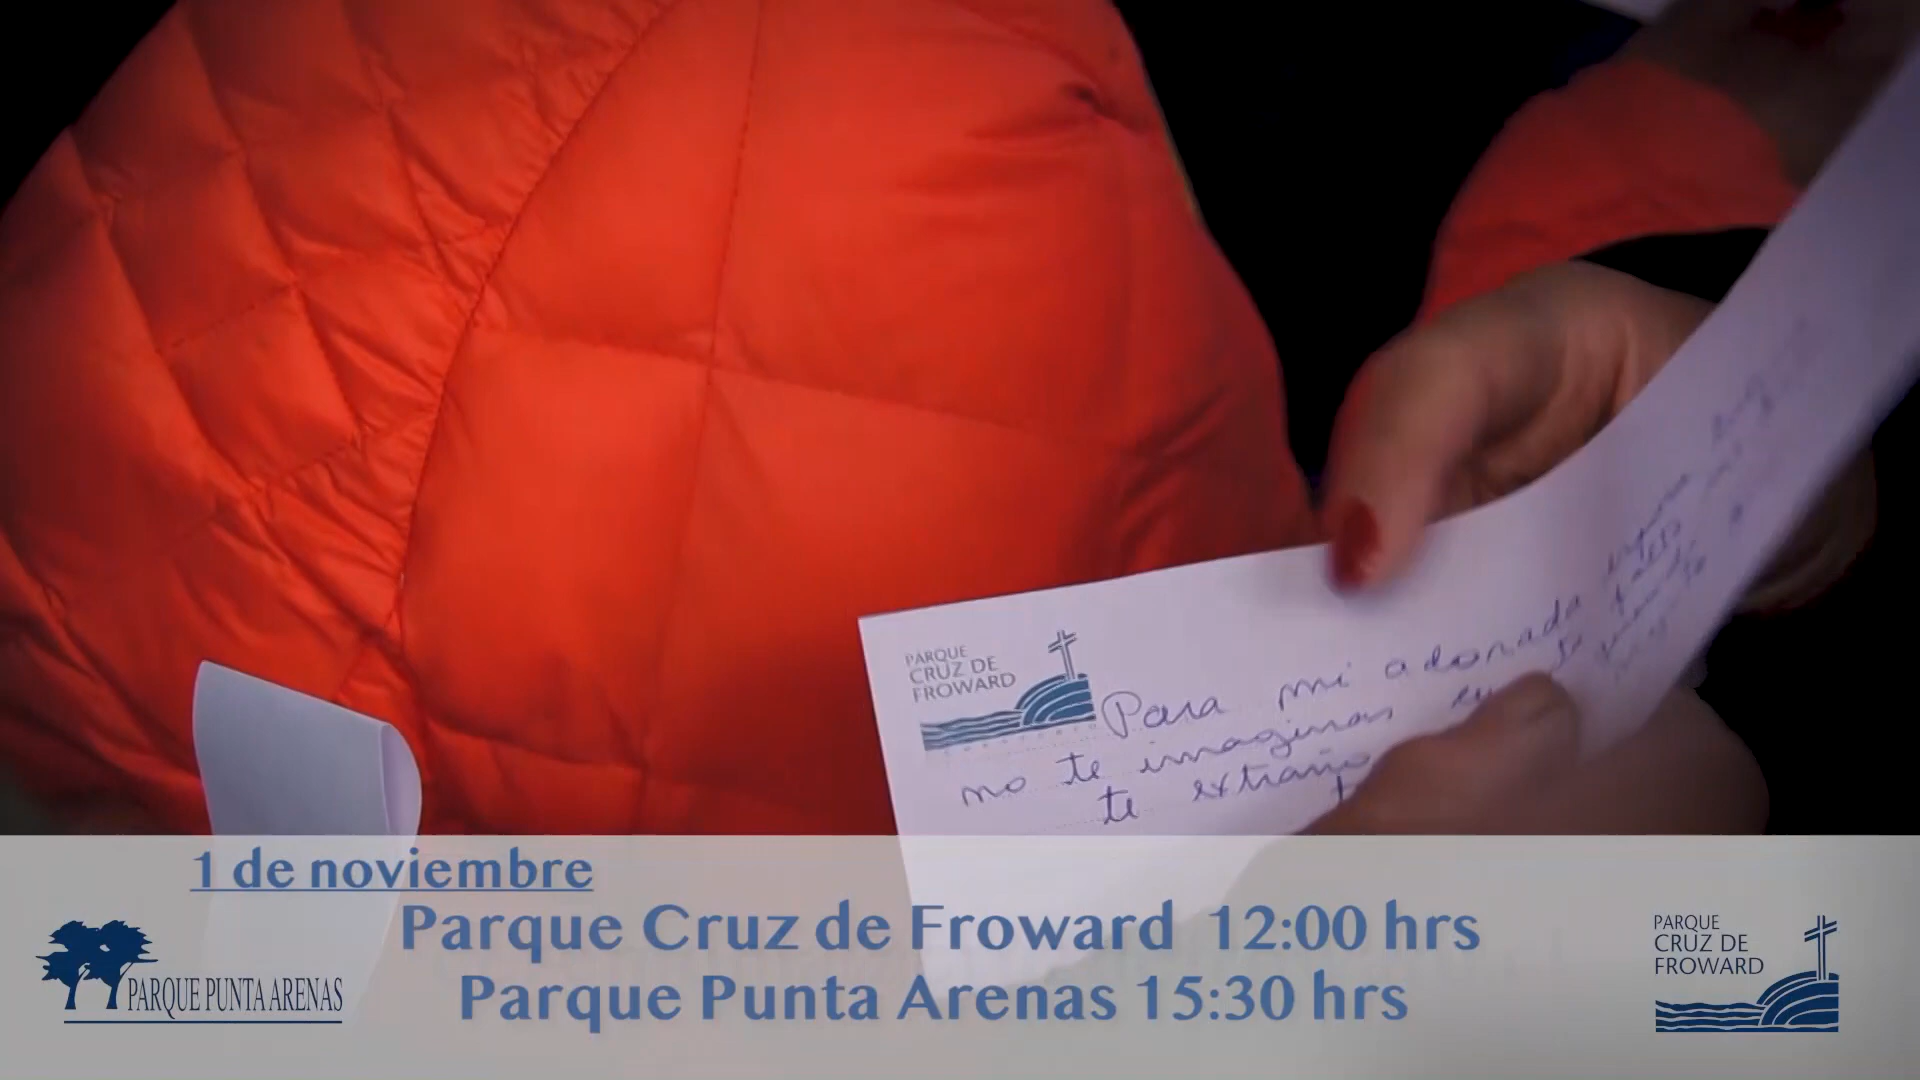 PARQUE
CRUZ DE
FROWARD
Para mi adorada
no te imaginas
te extraño
1 de noviembre
Parque Cruz de Froward 12:00 hrs
Parque Punta Arenas 15:30 hrs
PARQUE PUNTA ARENAS
PARQUE
CRUZ DE
FROWARD